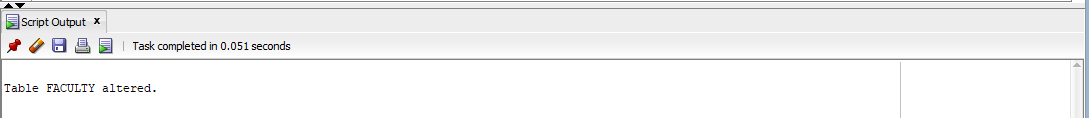 Script Output x
Task completed in 0.051 seconds
Table FACULTY altered.